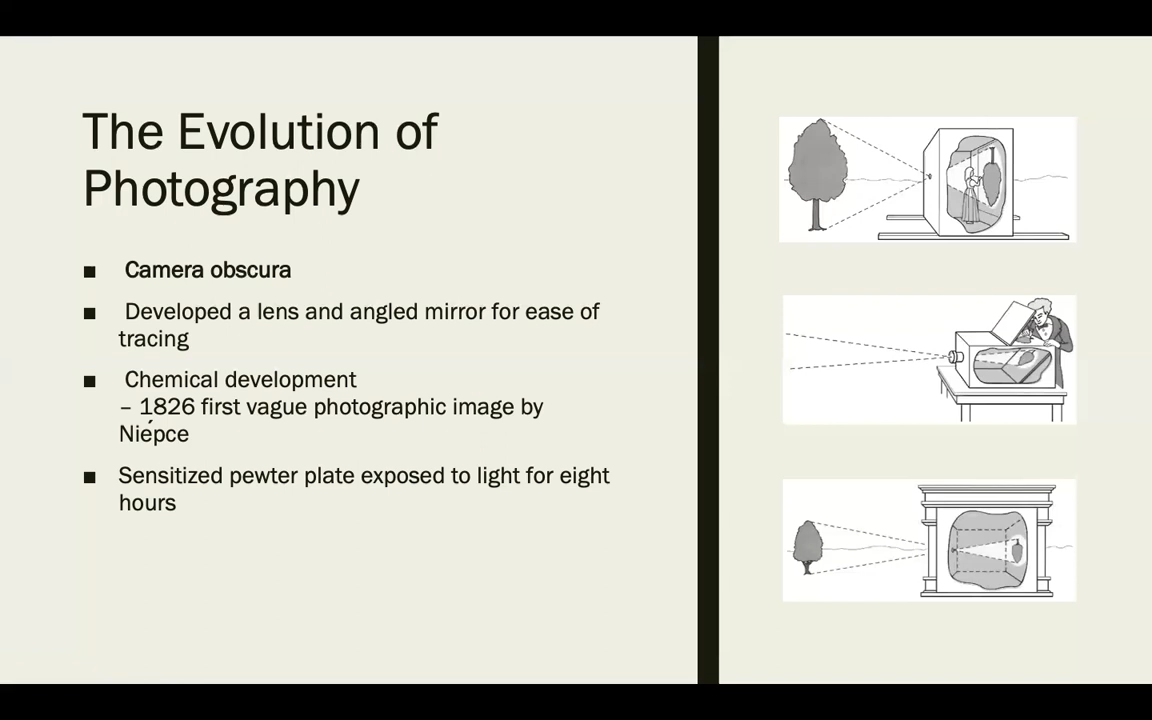 The Evolution of
Photography
■ Camera obscura
■ Developed a lens and angled mirror for ease of
tracing
■ Chemical development
– 1826 first vague photographic image by
Niépce
■ Sensitized pewter plate exposed to light for eight
hours